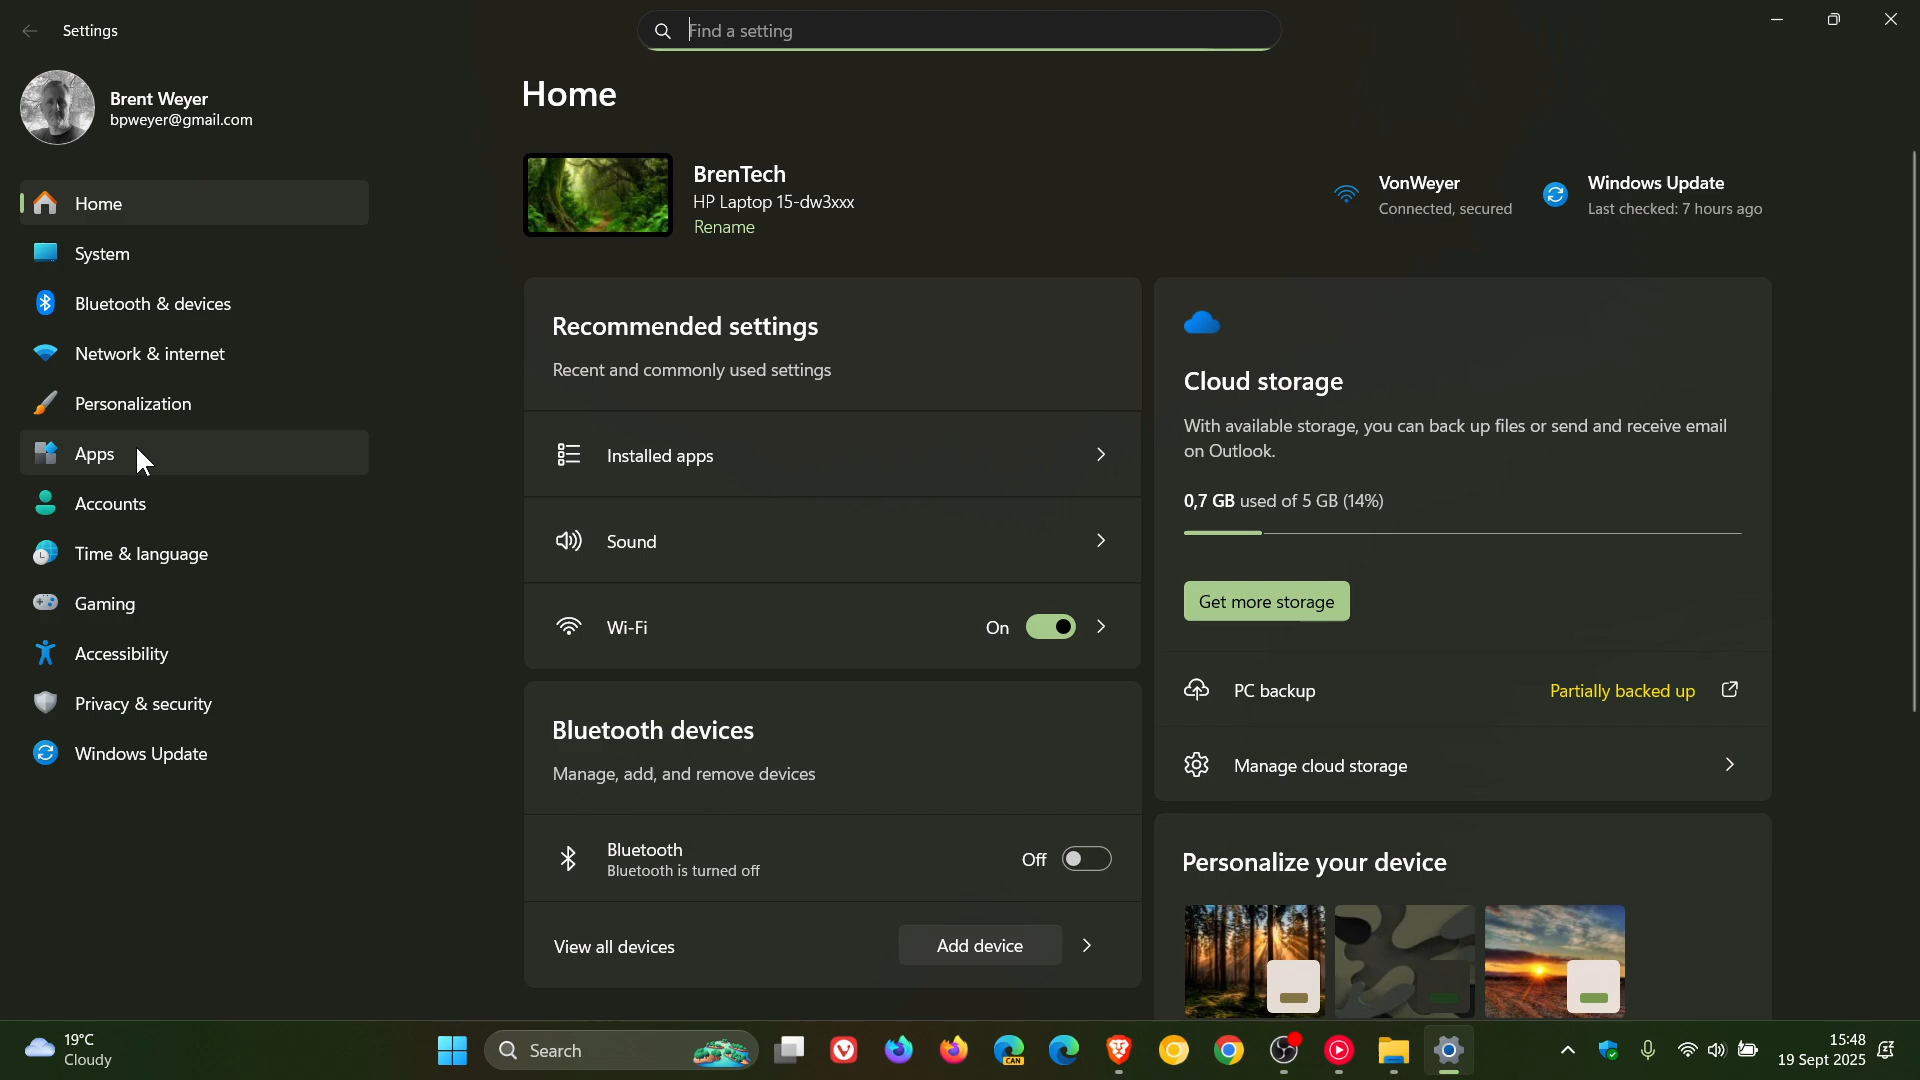 Settings
Find a setting
Brent Weyer
bpweyer@gmail.com
Home
System
Bluetooth & devices
Network & internet
Personalization
Apps
Accounts
Time & language
Gaming
Accessibility
Privacy & security
Windows Update
Home
BrenTech
HP Laptop 15-dw3xxx
Rename
VonWeyer
Connected, secured
Windows Update
Last checked: 7 hours ago
Recommended settings
Recent and commonly used settings
Installed apps
Sound
Wi-Fi
On
Bluetooth devices
Manage, add, and remove devices
Bluetooth
Bluetooth is turned off
Off
View all devices
Add device
Cloud storage
With available storage, you can back up files or send and receive email
on Outlook.
0,7 GB used of 5 GB (14%)
Get more storage
PC backup
Partially backed up
Manage cloud storage
Personalize your device
19°C
Cloudy
Search
CAN
15:48
19 Sept 2025